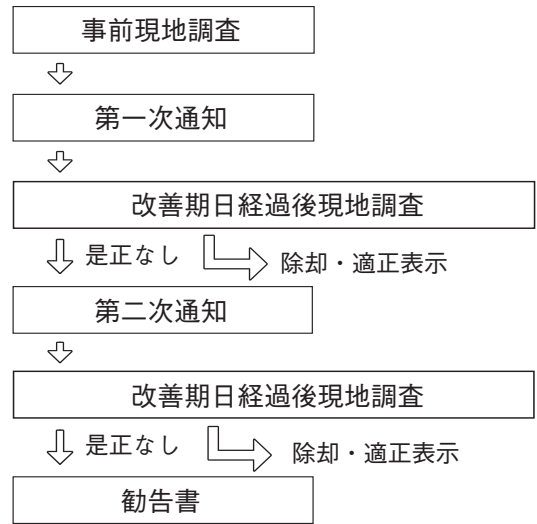 事前現地調査
第一次通知
改善期日経過後現地調査
是正なし
除却・適正表示
第二次通知
改善期日経過後現地調査
是正なし
除却・適正表示
勧告書